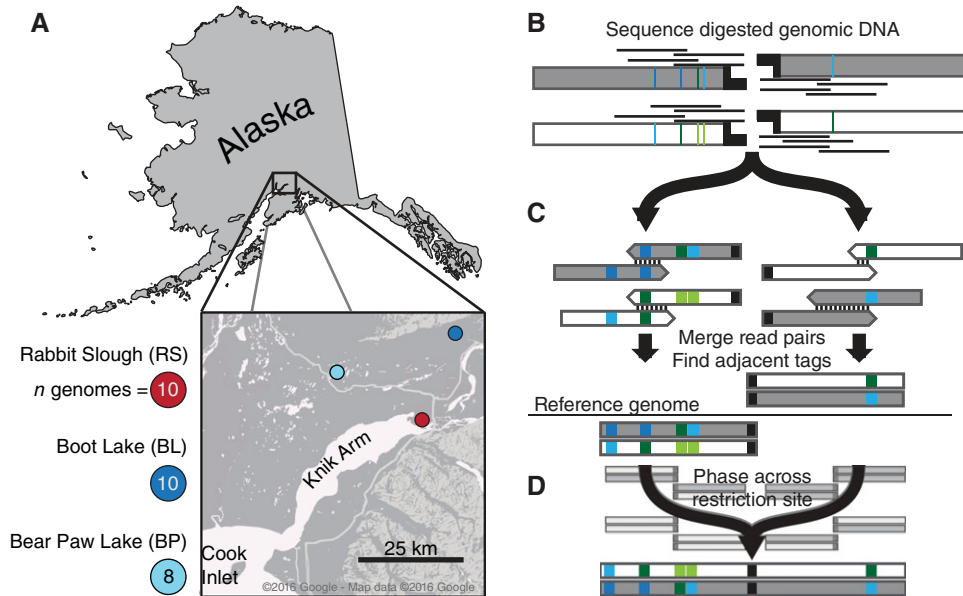 A
Alaska
Rabbit Slough (RS)
n genomes = 10
Boot Lake (BL)
10
Bear Paw Lake (BP)
8
Knik Arm
Cook
Inlet
25 km
©2016 Google - Map data ©2016 Google
B
Sequence digested genomic DNA
C
Merge read pairs
Find adjacent tags
Reference genome
D
Phase across
restriction site